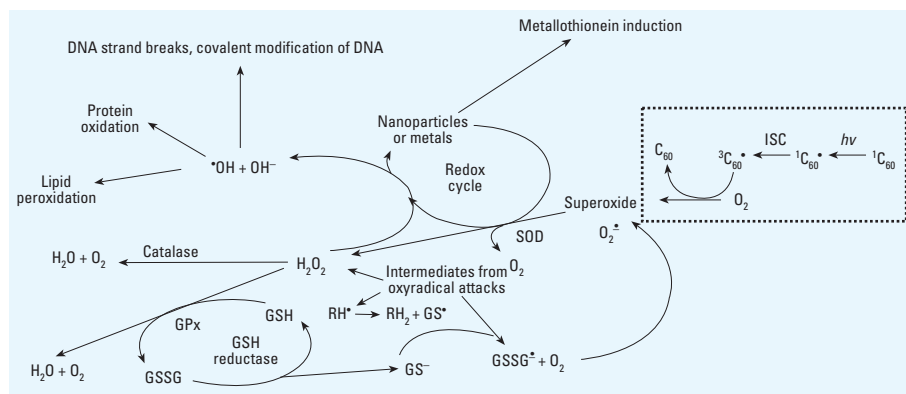 Metallothionein induction
DNA strand breaks, covalent modification of DNA
Protein
oxidation
Nanoparticles
or metals
•OH + OH⁻
Lipid
peroxidation
Redox
cycle
C₆₀
³C₆₀•
ISC
¹C₆₀•
hv
¹C₆₀
O₂
Superoxide
O₂•⁻
SOD
O₂
H₂O + O₂
Catalase
H₂O₂
Intermediates from
oxyradical attacks
RH•
RH₂ + GS•
GPx
GSH
GSH
reductase
H₂O + O₂
GSSG
GS⁻
GSSG•⁻ + O₂